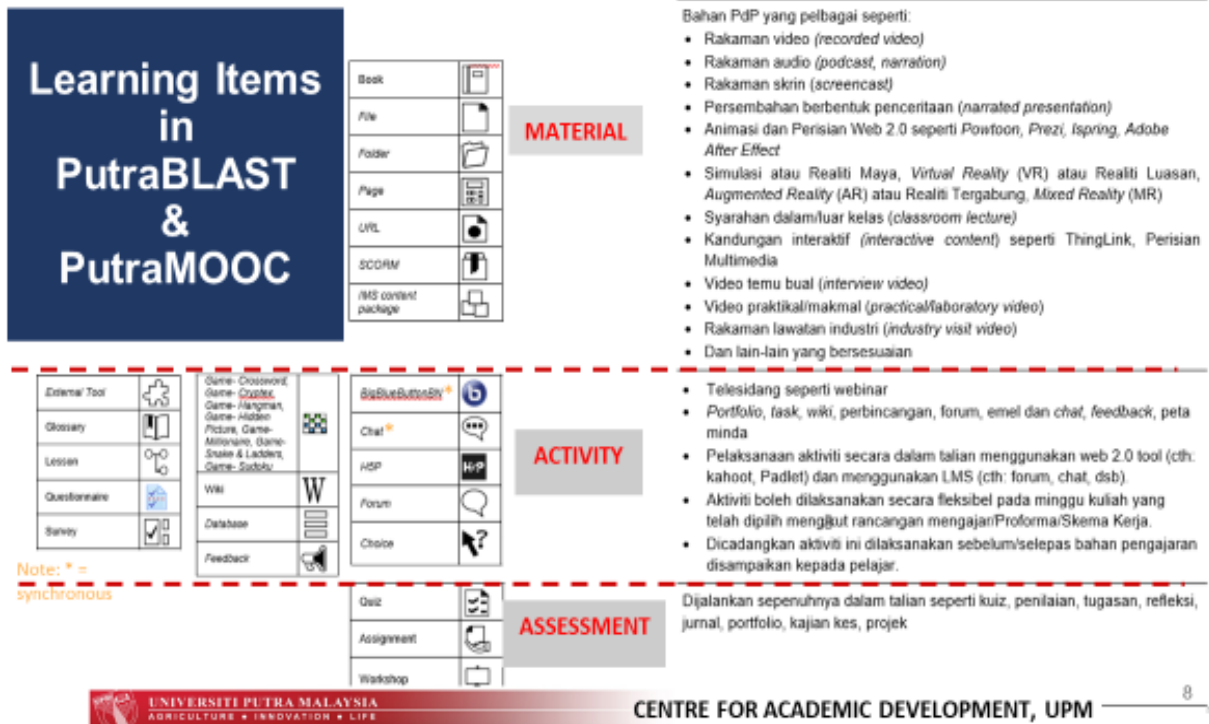 Learning Items
in
PutraBLAST
&
PutraMOOC
Book
File
Folder
Page
URL
SCORM
IMS content
package
MATERIAL
Bahan PdP yang pelbagai seperti:
• Rakaman video (recorded video)
• Rakaman audio (podcast, narration)
• Rakaman skrin (screencast)
• Persembahan berbentuk penceritaan (narrated presentation)
• Animasi dan Perisian Web 2.0 seperti Powtoon, Prezi, Ispring, Adobe
After Effect
• Simulasi atau Realiti Maya, Virtual Reality (VR) atau Realiti Luasan,
Augmented Reality (AR) atau Realiti Tergabung, Mixed Reality (MR)
• Syarahan dalam/luar kelas (classroom lecture)
• Kandungan interaktif (interactive content) seperti ThingLink, Perisian
Multimedia
• Video temu bual (interview video)
• Video praktikal/makmal (practical/laboratory video)
• Rakaman lawatan industri (industry visit video)
• Dan lain-lain yang bersesuaian
External Tool
Glossary
Lesson
Questionnaire
Survey
Game- Crossword,
Game- Cryptex,
Game- Hangman,
Game- Hidden
Picture, Game-
Millionaire, Game-
Snake & Ladders,
Game- Sudoku
Wiki
W
Database
Feedback
BigBlueButtonBN *
b
Chat *
H5P
H5P
Forum
Choice
?
ACTIVITY
• Telesidang seperti webinar
• Portfolio, task, wiki, perbincangan, forum, emel dan chat, feedback, peta
minda
• Pelaksanaan aktiviti secara dalam talian menggunakan web 2.0 tool (cth:
kahoot, Padlet) dan menggunakan LMS (cth: forum, chat, dsb).
• Aktiviti boleh dilaksanakan secara fleksibel pada minggu kuliah yang
telah dipilih mengikut rancangan mengajar/Proforma/Skema Kerja.
• Dicadangkan aktiviti ini dilaksanakan sebelum/selepas bahan pengajaran
disampaikan kepada pelajar.
Note: * =
synchronous
Quiz
Assignment
Workshop
ASSESSMENT
Dijalankan sepenuhnya dalam talian seperti kuiz, penilaian, tugasan, refleksi,
jurnal, portfolio, kajian kes, projek
UNIVERSITI PUTRA MALAYSIA
AGRICULTURE • INNOVATION • LIFE
CENTRE FOR ACADEMIC DEVELOPMENT, UPM
8